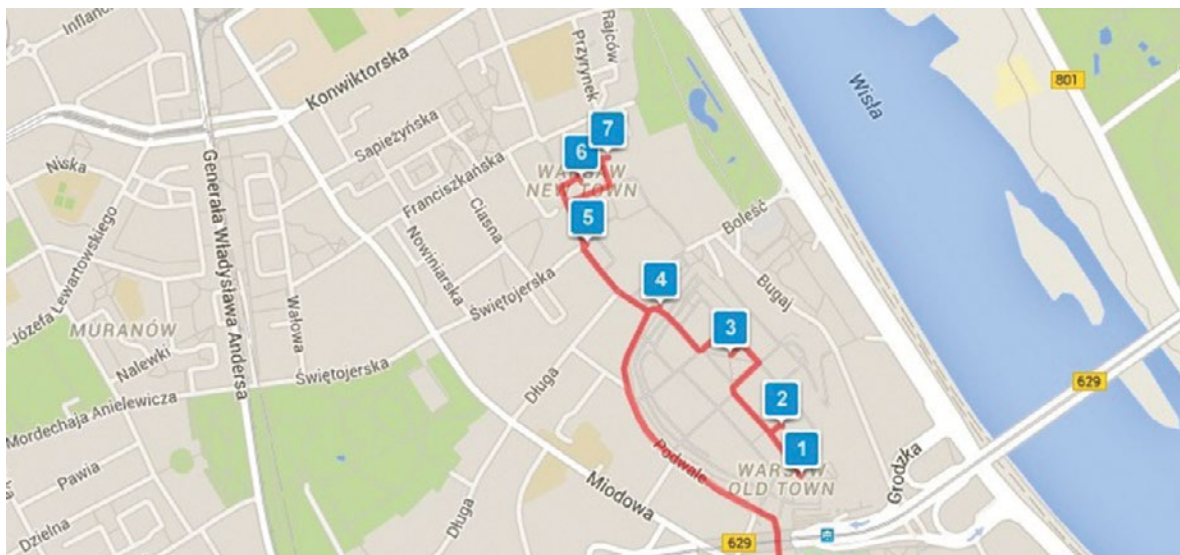 Rajców
Przyrynek
Konwiktorska
Wisła
801
Sapieżyńska
7
6
WARSAW
NEW TOWN
Niska
Franciszkańska
Ciasna
5
Boleść
Józefa Lewartowskiego
Generała Władysława Andersa
Nowiniarska
Świętojerska
4
Bugaj
Wałowa
MURANÓW
3
Nalewki
Świętojerska
629
Długa
2
Mordechaja Anielewicza
1
Pawia
Podwale
WARSAW
OLD TOWN
Grodzka
Miodowa
Długa
Dzielna
629